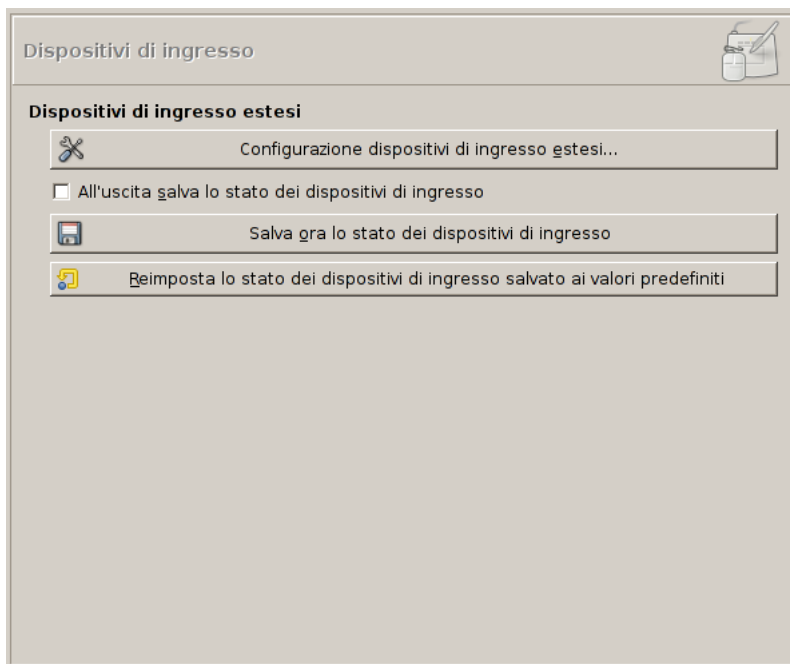 Dispositivi di ingresso
Dispositivi di ingresso estesi
Configurazione dispositivi di ingresso estesi...
All'uscita salva lo stato dei dispositivi di ingresso
Salva ora lo stato dei dispositivi di ingresso
Reimposta lo stato dei dispositivi di ingresso salvato ai valori predefiniti